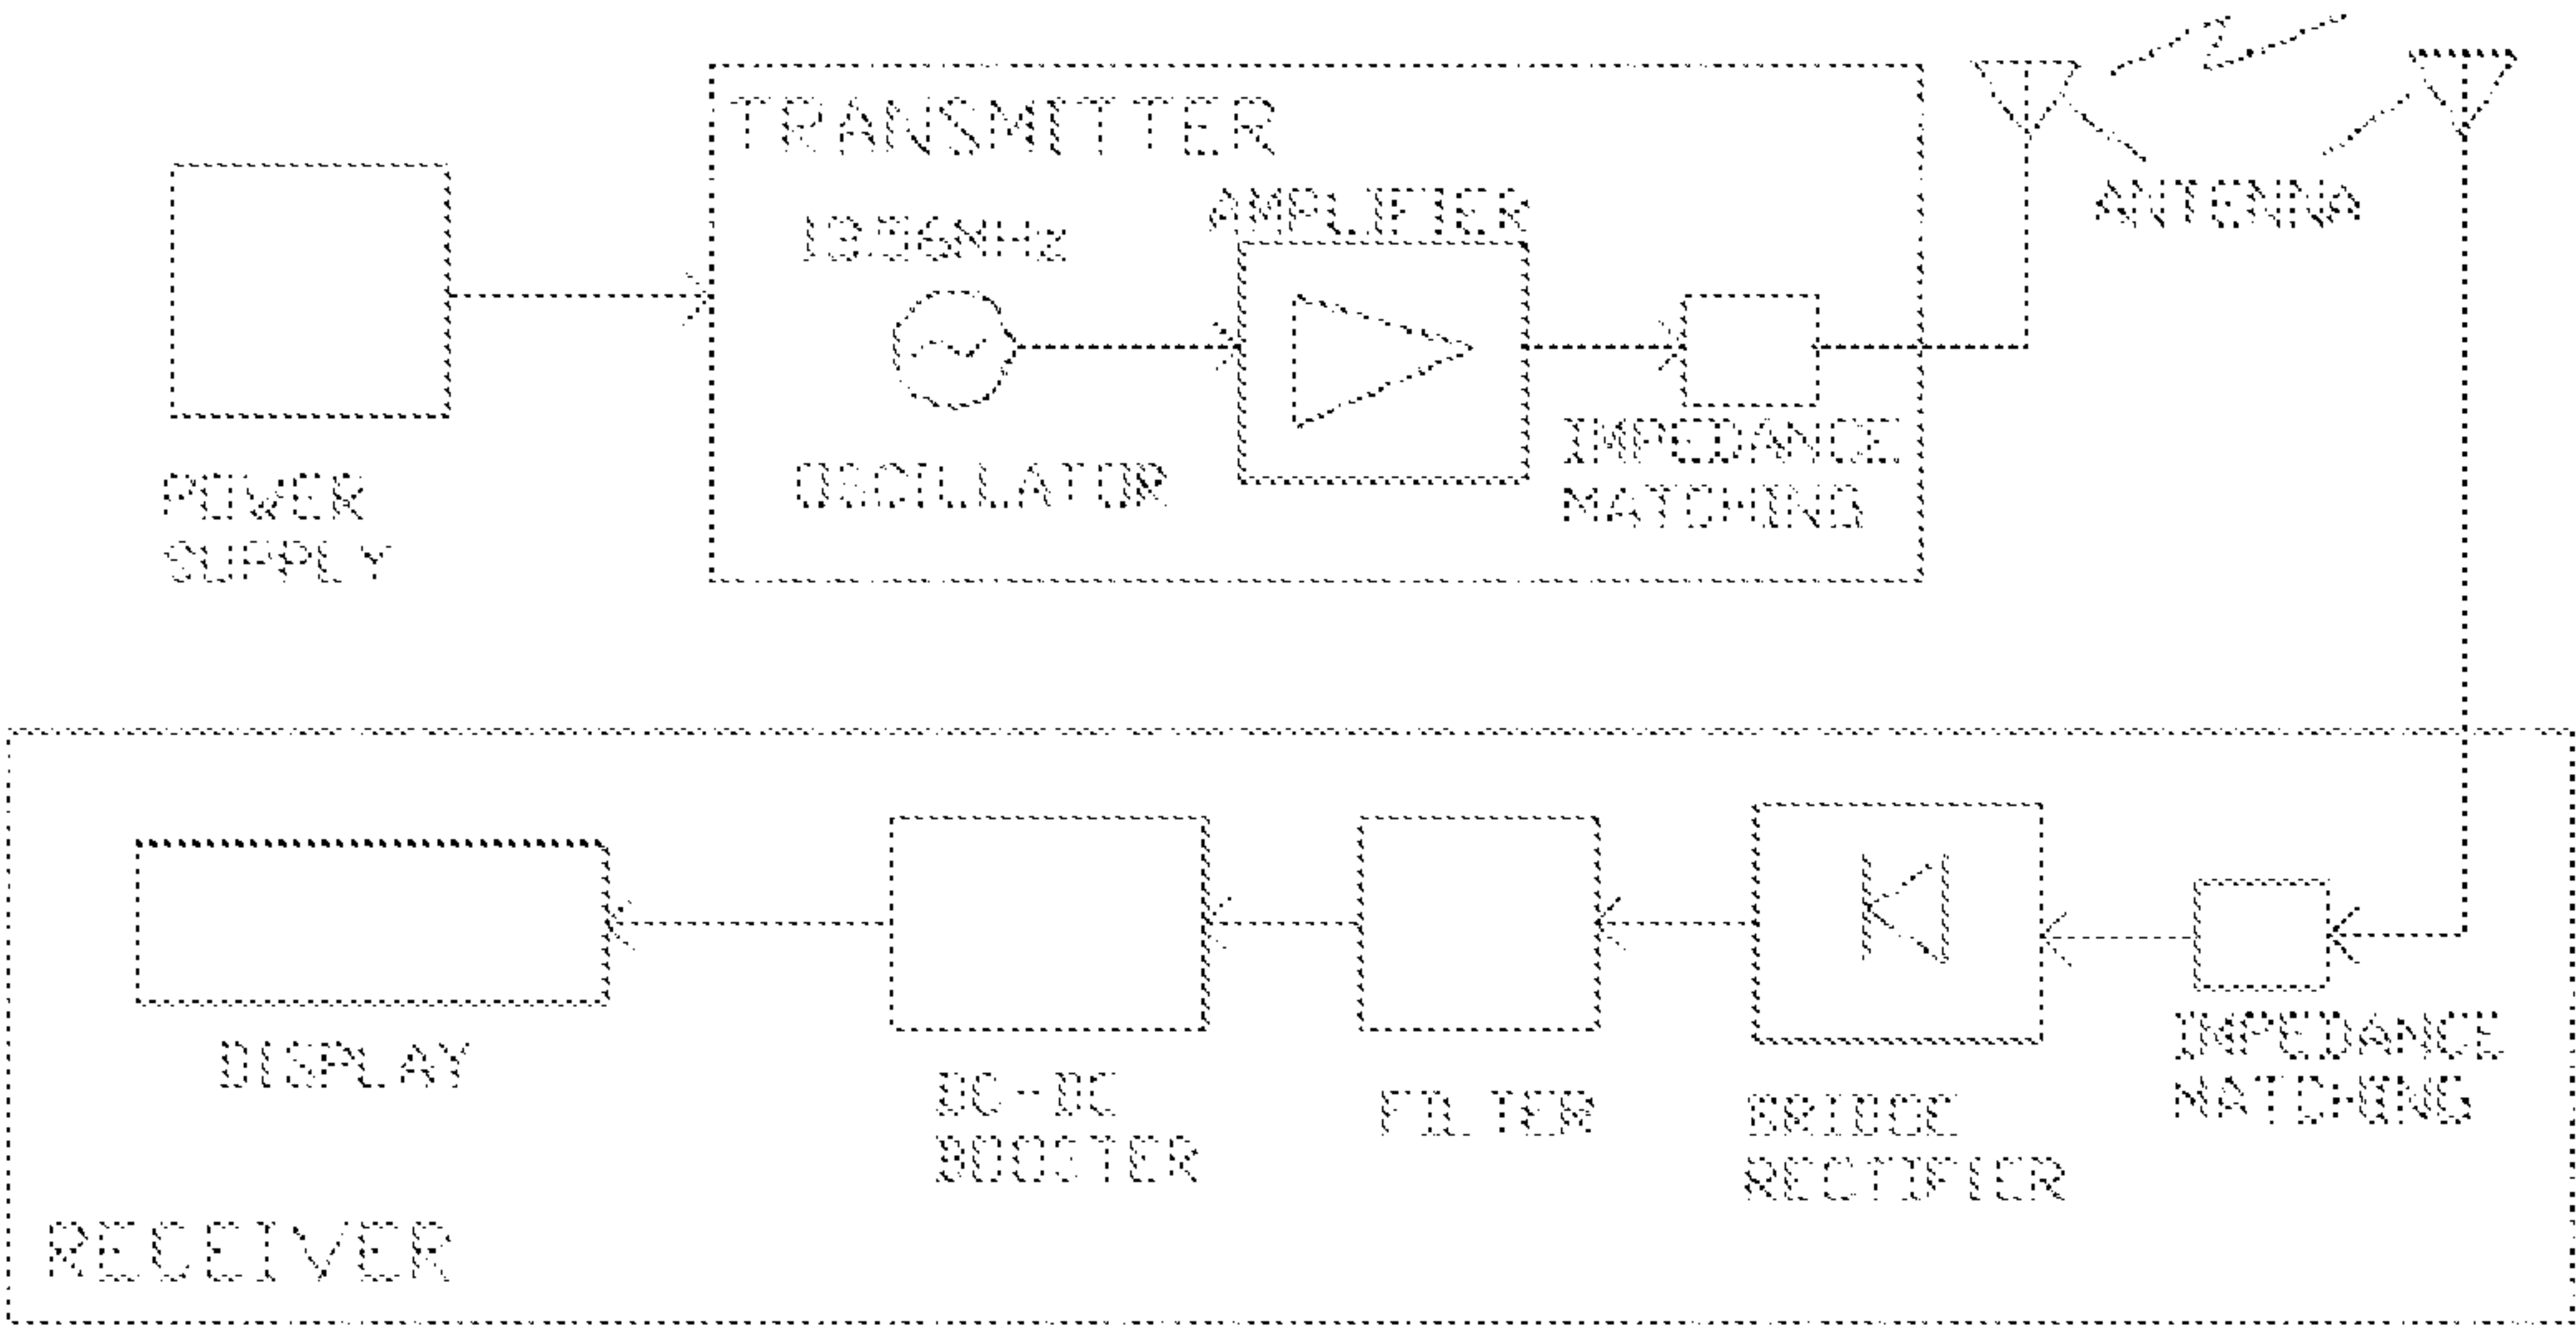 TRANSMITTER
AMPLIFIER
13.56MHz
ANTENNA
OSCILLATOR
IMPEDANCE
MATCHING
POWER
SUPPLY
DISPLAY
DC-DC
BOOSTER
FILTER
BRIDGE
RECTIFIER
IMPEDANCE
MATCHING
RECEIVER